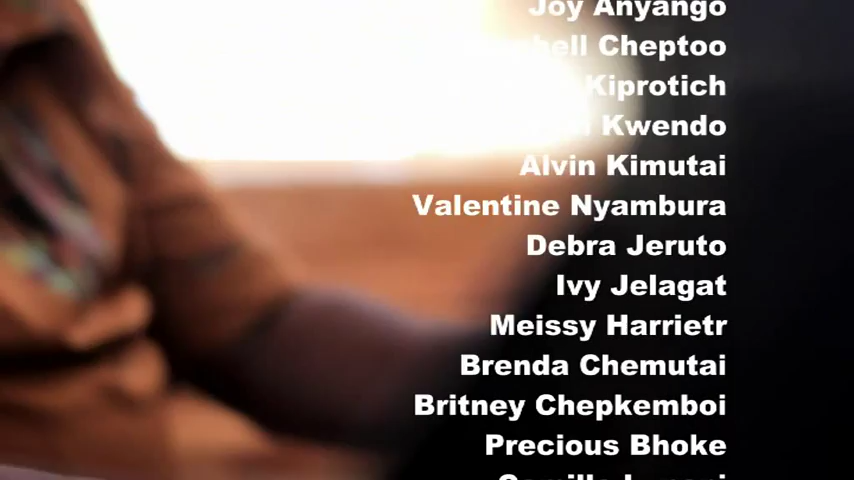 Joy Anyango
Cheptoo
Kiprotich
Kwendo
Alvin Kimutai
Valentine Nyambura
Debra Jeruto
Ivy Jelagat
Meissy Harrietr
Brenda Chemutai
Britney Chepkemboi
Precious Bhoke